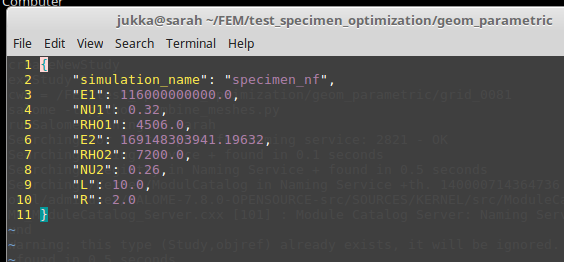 Computer
jukka@sarah ~/FEM/test_specimen_optimization/geom_parametric
File Edit View Search Terminal Help
1 {
2 "simulation_name": "specimen_nf",
3 "E1": 116000000000.0,
4 "NU1": 0.32,
5 "RHO1": 4506.0,
6 "E2": 169148303941.19632,
7 "RHO2": 7200.0,
8 "NU2": 0.26,
9 "L": 10.0,
10 "R": 2.0
11 }
~
~
~